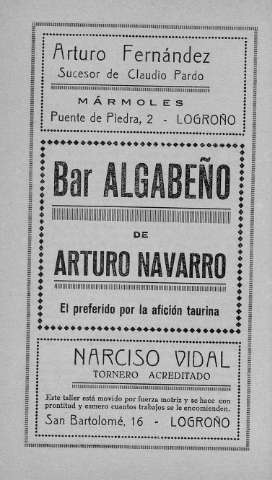 Arturo Fernández
Sucesor de Claudio Pardo
MÁRMOLES
Puente de Piedra, 2 - LOGROÑO
Bar ALGABEÑO
DE
ARTURO NAVARRO
El preferido por la afición taurina
NARCISO VIDAL
TORNERO ACREDITADO
Este taller está movido por fuerza motriz y se hace con
prontitud y esmero cuantos trabajos se le encomienden.
San Bartolomé, 16 - LOGROÑO